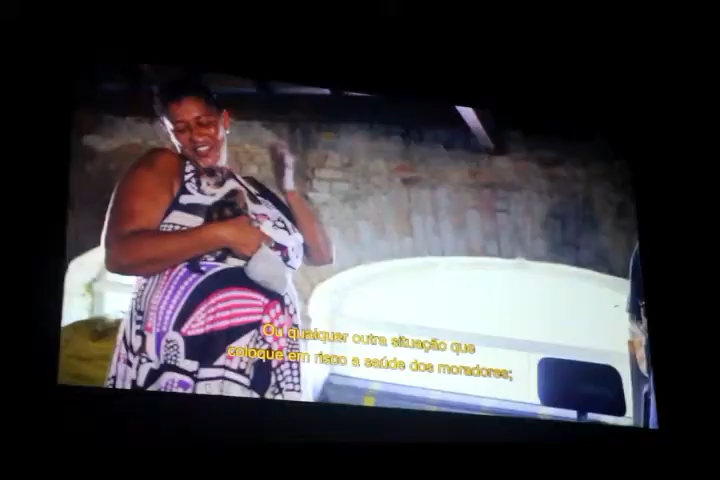 Ou qualquer outra situação que
coloque em risco a saúde dos moradores;